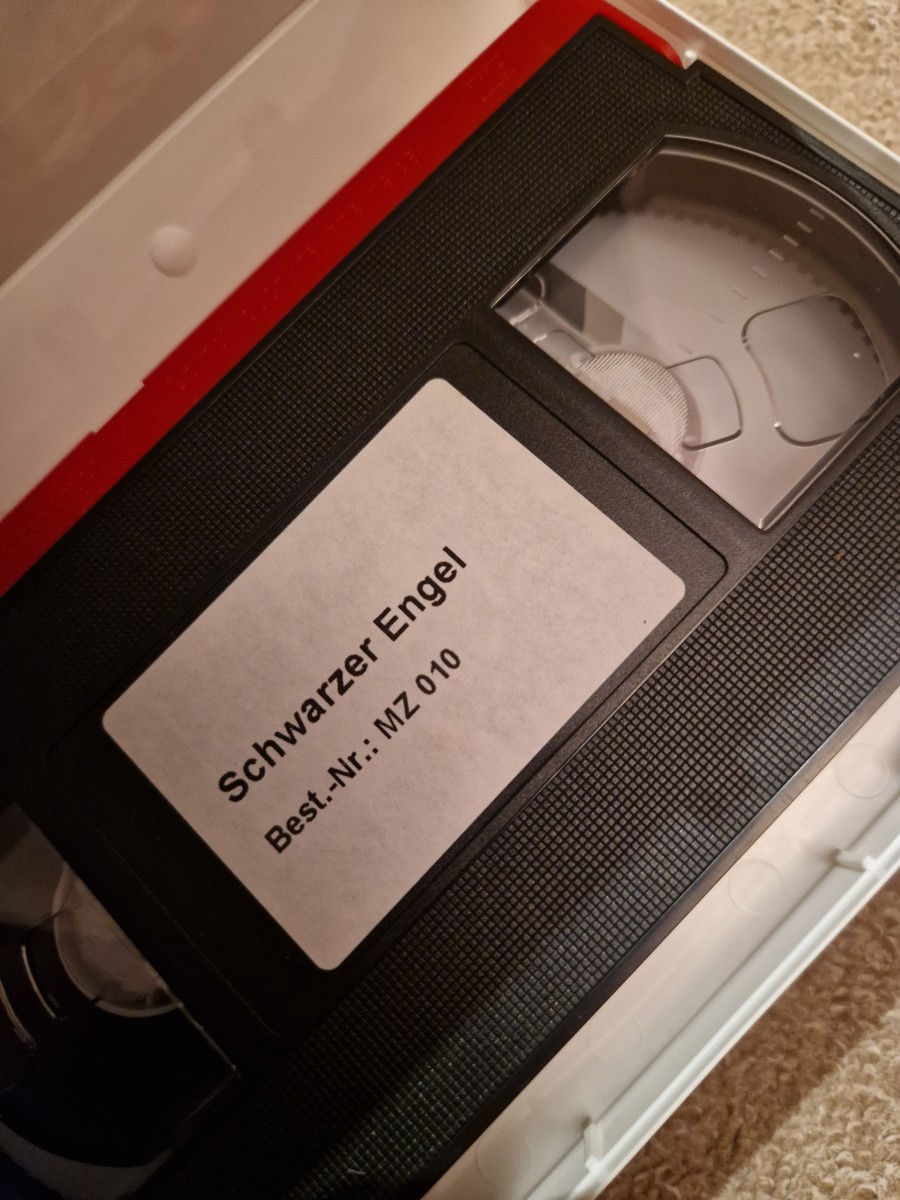 Schwarzer Engel
Best.-Nr.: MZ 010